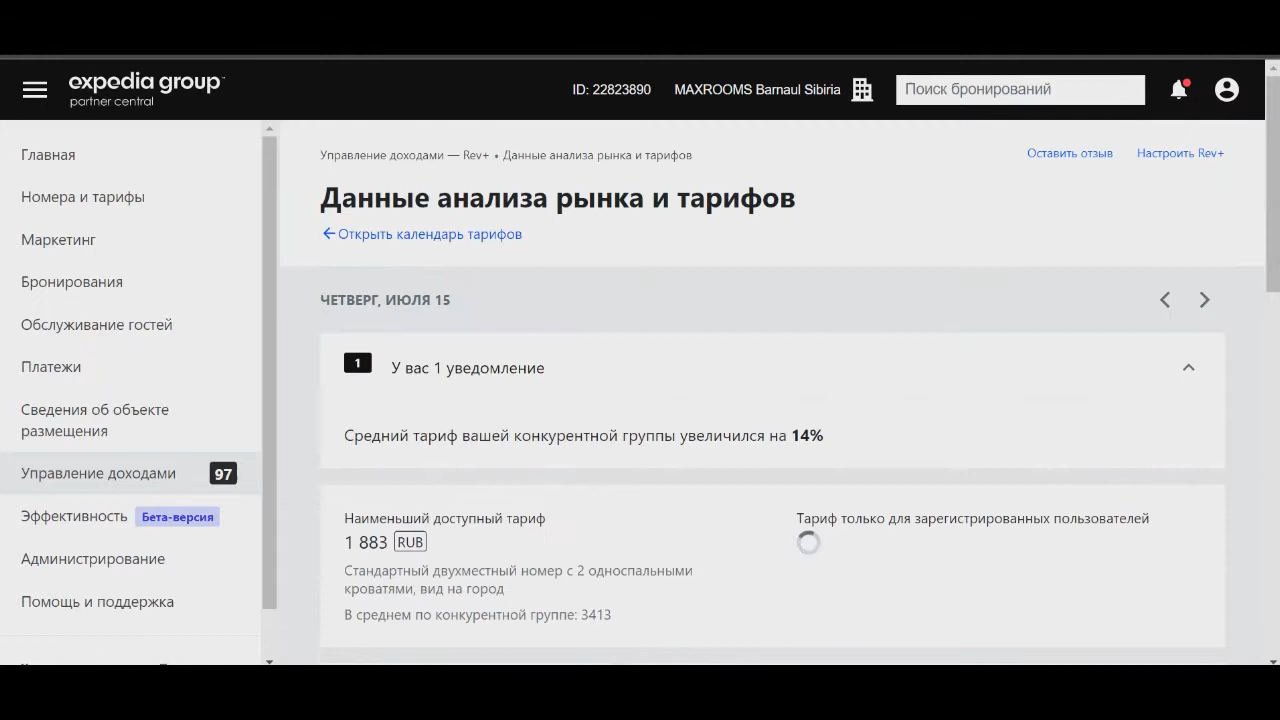 expedia group
partner central
ID: 22823890
MAXROOMS Barnaul Sibiria
Поиск бронирований
Главная
Номера и тарифы
Маркетинг
Бронирования
Обслуживание гостей
Платежи
Сведения об объекте
размещения
Управление доходами 97
Эффективность Бета-версия
Администрирование
Помощь и поддержка
Управление доходами — Rev+ • Данные анализа рынка и тарифов
Оставить отзыв
Настроить Rev+
Данные анализа рынка и тарифов
Открыть календарь тарифов
ЧЕТВЕРГ, ИЮЛЯ 15
1 У вас 1 уведомление
Средний тариф вашей конкурентной группы увеличился на 14%
Наименьший доступный тариф
1 883 RUB
Стандартный двухместный номер с 2 односпальными
кроватями, вид на город
В среднем по конкурентной группе: 3413
Тариф только для зарегистрированных пользователей